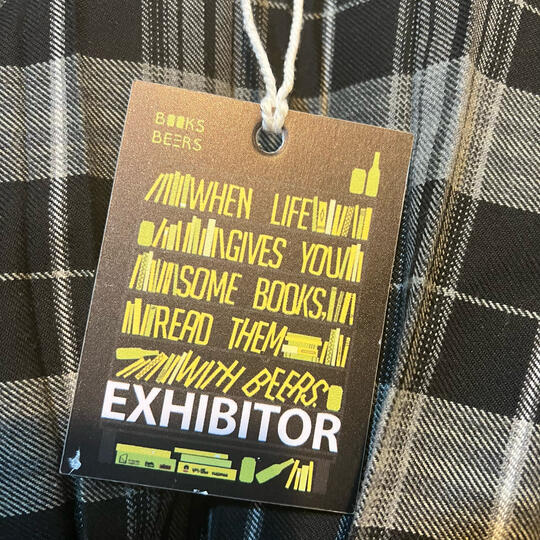 BOOKS
BEERS
WHEN LIFE
GIVES YOU
SOME BOOKS,
READ THEM
WITH BEERS.
EXHIBITOR